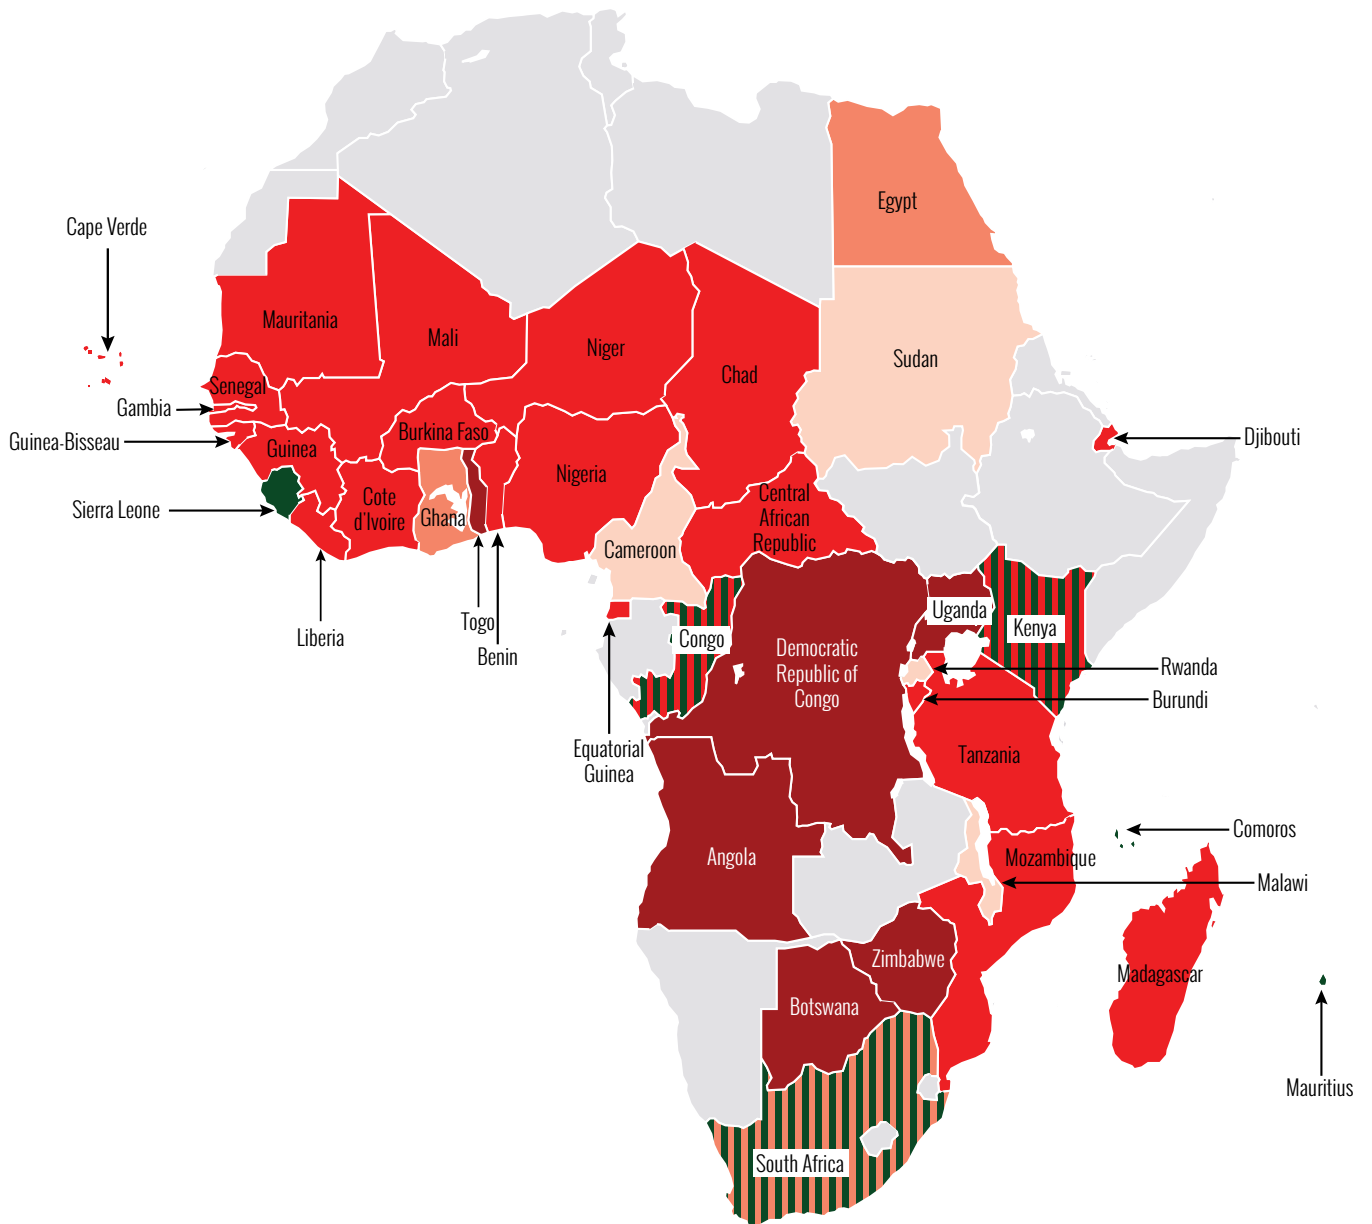 Egypt
Cape Verde
Mauritania
Mali
Niger
Chad
Sudan
Senegal
Gambia
Guinea-Bisseau
Guinea
Burkina Faso
Djibouti
Nigeria
Sierra Leone
Cote
d'Ivoire
Ghana
Central
African
Republic
Cameroon
Togo
Benin
Liberia
Uganda
Kenya
Congo
Democratic
Republic of
Congo
Rwanda
Burundi
Equatorial
Guinea
Tanzania
Comoros
Angola
Mozambique
Malawi
Zimbabwe
Madagascar
Botswana
Mauritius
South Africa